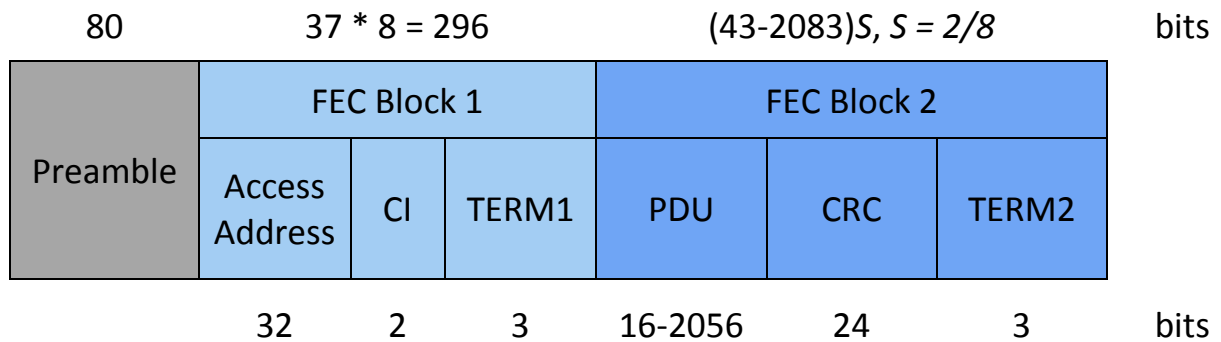 80 37 * 8 = 296 (43-2083)S, S = 2/8 bits
FEC Block 1 FEC Block 2
Preamble
Access
Address
CI TERM1 PDU CRC TERM2
32 2 3 16-2056 24 3 bits